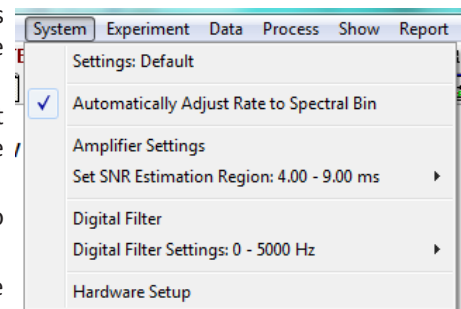 System Experiment Data Process Show Report
Settings: Default
Automatically Adjust Rate to Spectral Bin
Amplifier Settings
Set SNR Estimation Region: 4.00 - 9.00 ms
Digital Filter
Digital Filter Settings: 0 - 5000 Hz
Hardware Setup